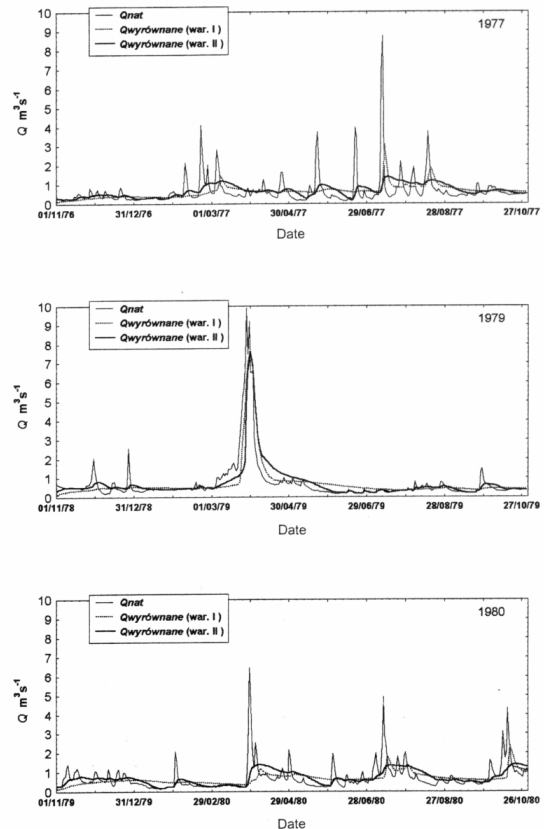 Qnat
Qwyrównane (war. I )
Qwyrównane (war. II )
1977
Q m³s⁻¹
10
9
8
7
6
5
4
3
2
1
0
01/11/76 31/12/76 01/03/77 30/04/77 29/06/77 28/08/77 27/10/77
Date
Qnat
Qwyrównane (war. I )
Qwyrównane (war. II )
1979
Q m³s⁻¹
10
9
8
7
6
5
4
3
2
1
0
01/11/78 31/12/78 01/03/79 30/04/79 29/06/79 28/08/79 27/10/79
Date
Qnat
Qwyrównane (war. I )
Qwyrównane (war. II )
1980
Q m³s⁻¹
10
9
8
7
6
5
4
3
2
1
0
01/11/79 31/12/79 29/02/80 29/04/80 28/06/80 27/08/80 26/10/80
Date